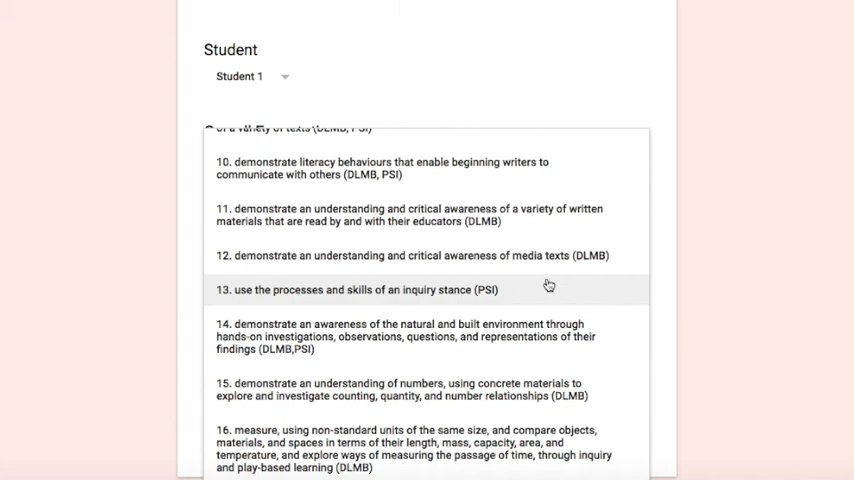 Student
Student 1
of a variety of texts (DLMB, PSI)
10. demonstrate literacy behaviours that enable beginning writers to
communicate with others (DLMB, PSI)
11. demonstrate an understanding and critical awareness of a variety of written
materials that are read by and with their educators (DLMB)
12. demonstrate an understanding and critical awareness of media texts (DLMB)
13. use the processes and skills of an inquiry stance (PSI)
14. demonstrate an awareness of the natural and built environment through
hands-on investigations, observations, questions, and representations of their
findings (DLMB,PSI)
15. demonstrate an understanding of numbers, using concrete materials to
explore and investigate counting, quantity, and number relationships (DLMB)
16. measure, using non-standard units of the same size, and compare objects,
materials, and spaces in terms of their length, mass, capacity, area, and
temperature, and explore ways of measuring the passage of time, through inquiry
and play-based learning (DLMB)